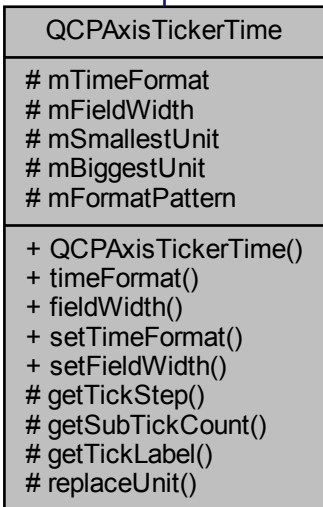 QCPAxisTickerTime
# mTimeFormat
# mFieldWidth
# mSmallestUnit
# mBiggestUnit
# mFormatPattern
+ QCPAxisTickerTime()
+ timeFormat()
+ fieldWidth()
+ setTimeFormat()
+ setFieldWidth()
# getTickStep()
# getSubTickCount()
# getTickLabel()
# replaceUnit()